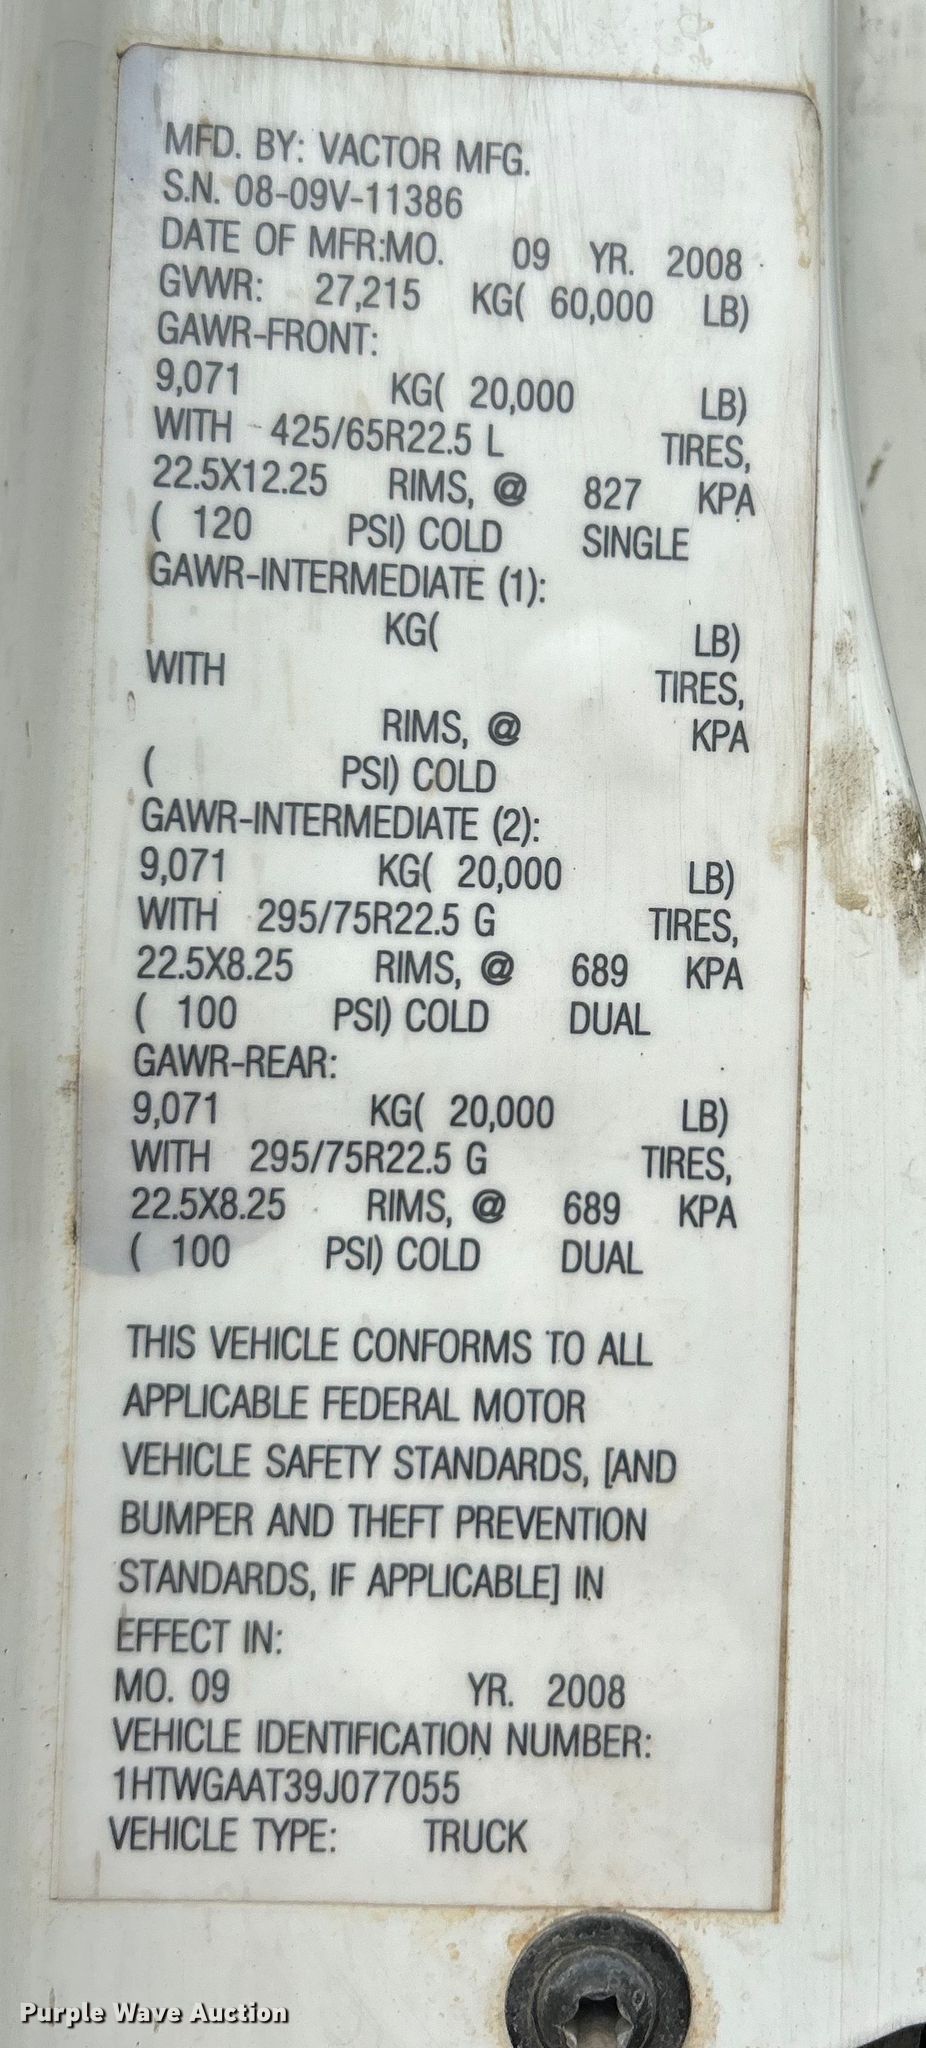 MFD. BY: VACTOR MFG.
S.N. 08-09V-11386
DATE OF MFR:MO. 09 YR. 2008
GVWR: 27,215 KG( 60,000 LB)
GAWR-FRONT:
9,071 KG( 20,000 LB)
WITH 425/65R22.5 L TIRES,
22.5X12.25 RIMS, @ 827 KPA
( 120 PSI) COLD SINGLE
GAWR-INTERMEDIATE (1):
KG( LB)
WITH TIRES,
RIMS, @ KPA
( PSI) COLD
GAWR-INTERMEDIATE (2):
9,071 KG( 20,000 LB)
WITH 295/75R22.5 G TIRES,
22.5X8.25 RIMS, @ 689 KPA
( 100 PSI) COLD DUAL
GAWR-REAR:
9,071 KG( 20,000 LB)
WITH 295/75R22.5 G TIRES,
22.5X8.25 RIMS, @ 689 KPA
( 100 PSI) COLD DUAL
THIS VEHICLE CONFORMS TO ALL
APPLICABLE FEDERAL MOTOR
VEHICLE SAFETY STANDARDS, [AND
BUMPER AND THEFT PREVENTION
STANDARDS, IF APPLICABLE] IN
EFFECT IN:
MO. 09 YR. 2008
VEHICLE IDENTIFICATION NUMBER:
1HTWGAAT39J077055
VEHICLE TYPE: TRUCK
Purple Wave Auction